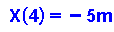 X(4) = – 5m